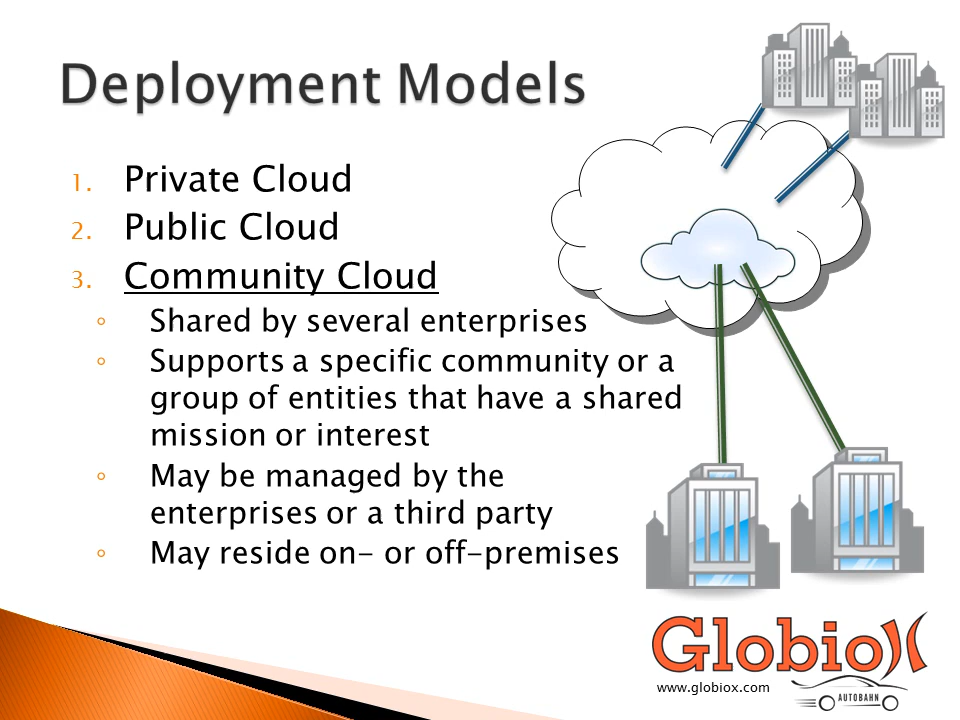 Deployment Models
1. Private Cloud
2. Public Cloud
3. Community Cloud
◦ Shared by several enterprises
◦ Supports a specific community or a
group of entities that have a shared
mission or interest
◦ May be managed by the
enterprises or a third party
◦ May reside on- or off-premises
Globiox
www.globiox.com
AUTOBAHN